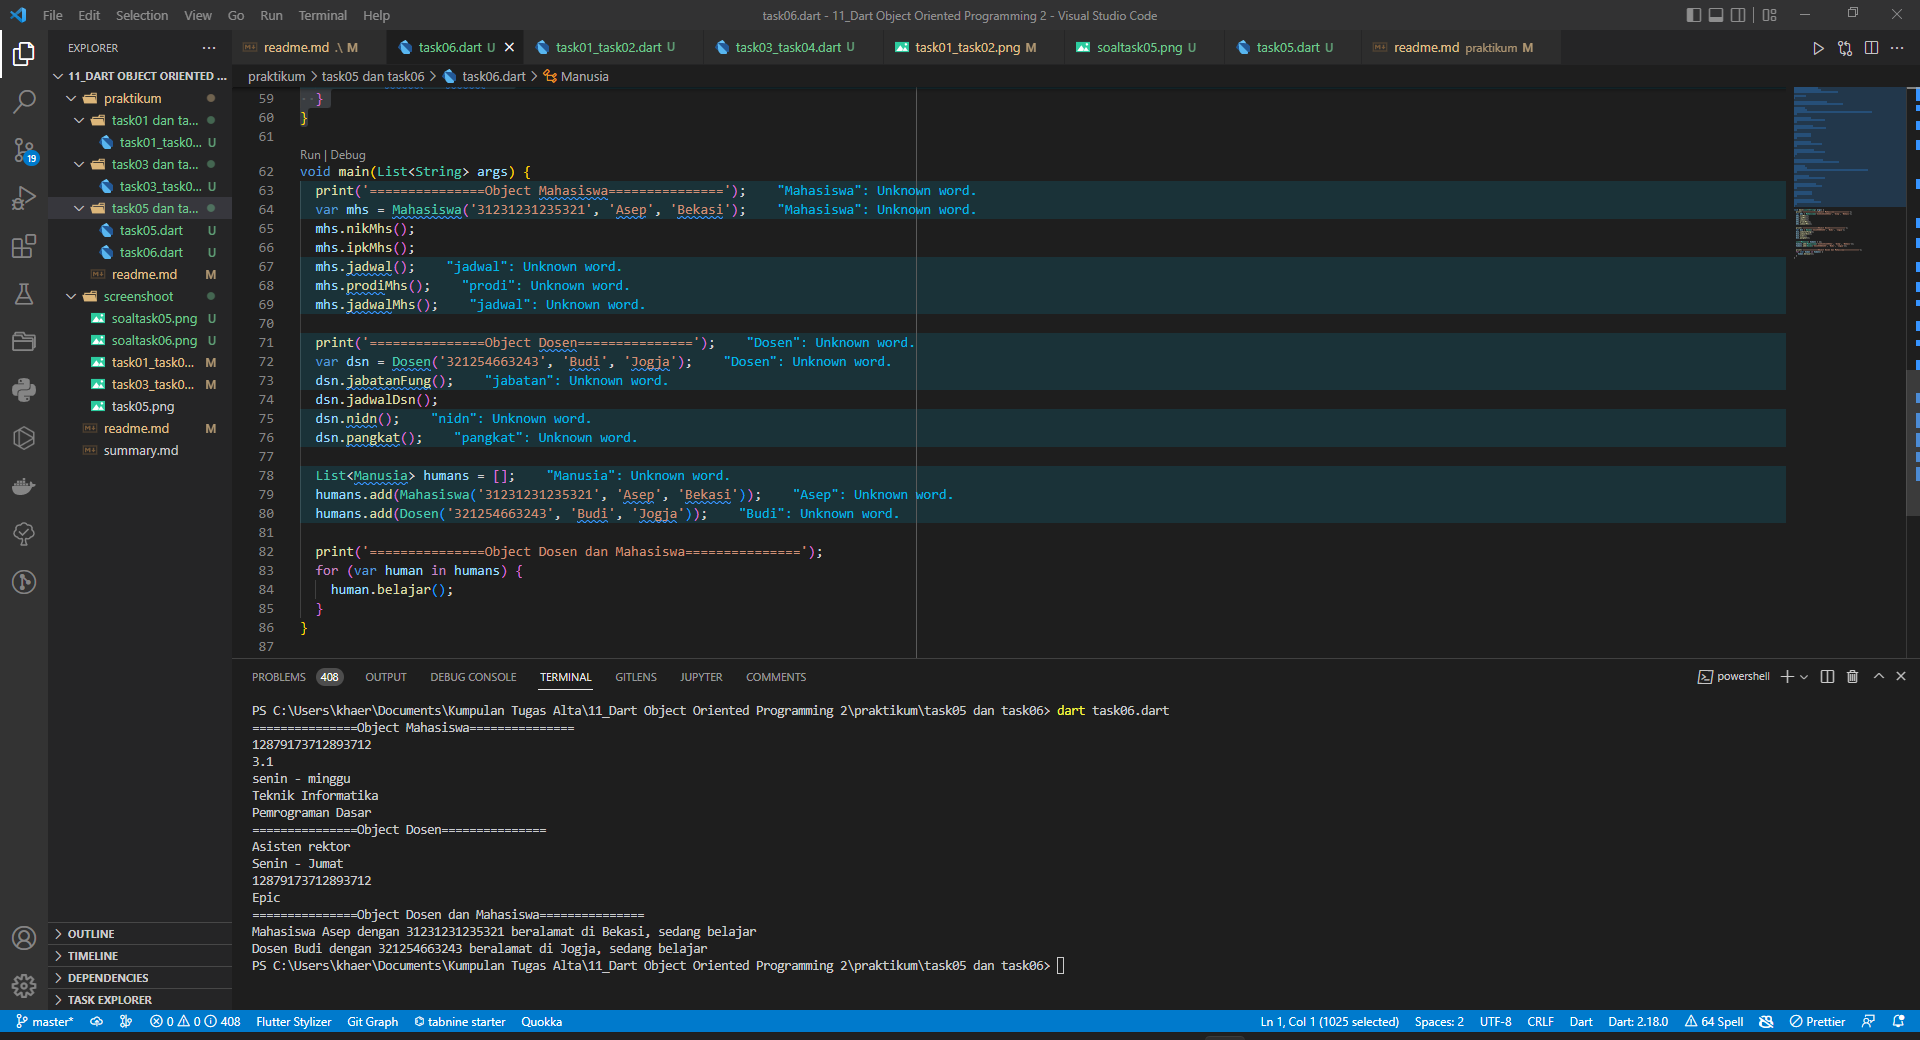 File Edit Selection View Go Run Terminal Help
task06.dart - 11_Dart Object Oriented Programming 2 - Visual Studio Code
EXPLORER
readme.md .\ M
task06.dart U
task01_task02.dart U
task03_task04.dart U
task01_task02.png M
soaltask05.png U
task05.dart U
readme.md praktikum M
11_DART OBJECT ORIENTED ...
praktikum
task01 dan ta...
task01_task0... U
task03 dan ta...
task03_task0... U
task05 dan ta...
task05.dart U
task06.dart U
readme.md M
screenshoot
soaltask05.png U
soaltask06.png U
task01_task0... M
task03_task0... M
task05.png
readme.md M
summary.md
OUTLINE
TIMELINE
DEPENDENCIES
TASK EXPLORER
19
praktikum > task05 dan task06 > task06.dart > Manusia
59 }
60 }
61
Run | Debug
62 void main(List<String> args) {
63 print('===============Object Mahasiswa==============='); "Mahasiswa": Unknown word.
64 var mhs = Mahasiswa('31231231235321', 'Asep', 'Bekasi'); "Mahasiswa": Unknown word.
65 mhs.nikMhs();
66 mhs.ipkMhs();
67 mhs.jadwal(); "jadwal": Unknown word.
68 mhs.prodiMhs(); "prodi": Unknown word.
69 mhs.jadwalMhs(); "jadwal": Unknown word.
70
71 print('===============Object Dosen==============='); "Dosen": Unknown word.
72 var dsn = Dosen('321254663243', 'Budi', 'Jogja'); "Dosen": Unknown word.
73 dsn.jabatanFung(); "jabatan": Unknown word.
74 dsn.jadwalDsn();
75 dsn.nidn(); "nidn": Unknown word.
76 dsn.pangkat(); "pangkat": Unknown word.
77
78 List<Manusia> humans = []; "Manusia": Unknown word.
79 humans.add(Mahasiswa('31231231235321', 'Asep', 'Bekasi')); "Asep": Unknown word.
80 humans.add(Dosen('321254663243', 'Budi', 'Jogja')); "Budi": Unknown word.
81
82 print('===============Object Dosen dan Mahasiswa===============');
83 for (var human in humans) {
84 human.belajar();
85 }
86 }
87
PROBLEMS 408 OUTPUT DEBUG CONSOLE TERMINAL GITLENS JUPYTER COMMENTS
powershell
PS C:\Users\khaer\Documents\Kumpulan Tugas Alta\11_Dart Object Oriented Programming 2\praktikum\task05 dan task06> dart task06.dart
===============Object Mahasiswa===============
12879173712893712
3.1
senin - minggu
Teknik Informatika
Pemrograman Dasar
===============Object Dosen===============
Asisten rektor
Senin - Jumat
12879173712893712
Epic
===============Object Dosen dan Mahasiswa===============
Mahasiswa Asep dengan 31231231235321 beralamat di Bekasi, sedang belajar
Dosen Budi dengan 321254663243 beralamat di Jogja, sedang belajar
PS C:\Users\khaer\Documents\Kumpulan Tugas Alta\11_Dart Object Oriented Programming 2\praktikum\task05 dan task06>
master* 0 0 408 Flutter Stylizer Git Graph tabnine starter Quokka
Ln 1, Col 1 (1025 selected) Spaces: 2 UTF-8 CRLF Dart Dart: 2.18.0 64 Spell Prettier